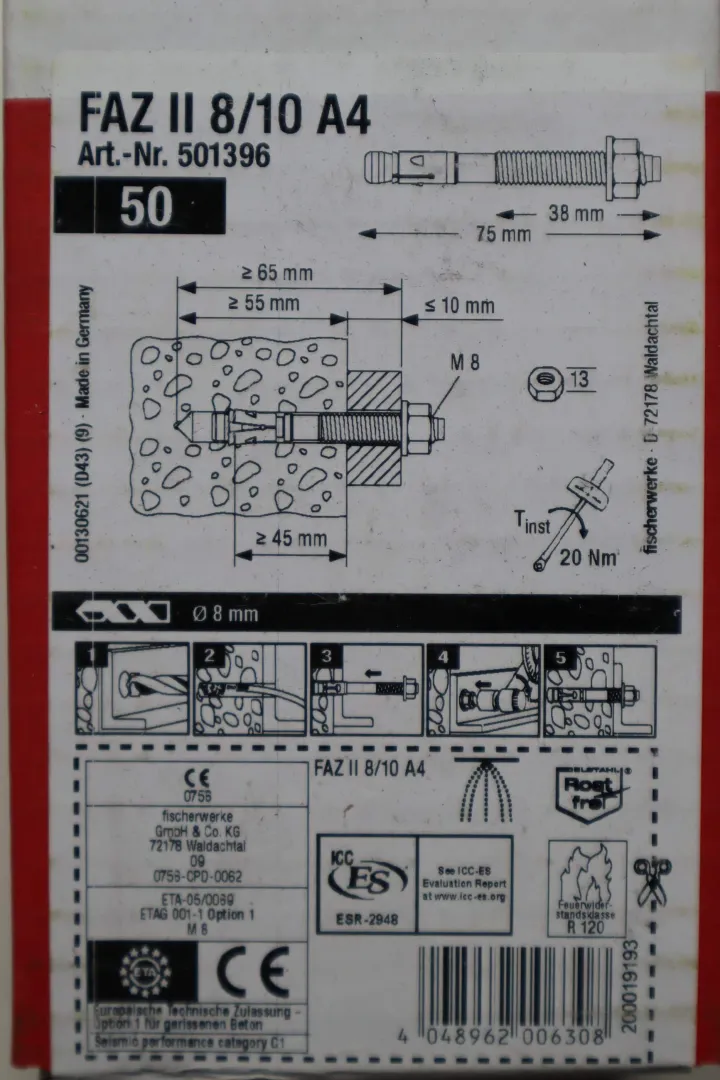 FAZ II 8/10 A4
Art.-Nr. 501396
50
38 mm
75 mm
≥ 65 mm
≥ 55 mm
≤ 10 mm
M 8
13
≥ 45 mm
Tinst
20 Nm
00130621 (043) (9) · Made in Germany
fischerwerke · D 72178 Waldachtal
Ø 8 mm
1
2
3
4
5
CE
0756
fischerwerke
GmbH & Co. KG
72178 Waldachtal
09
0756-CPD-0062
ETA-05/0069
ETAG 001-1 Option 1
M 8
ETA
CE
Europäische Technische Zulassung -
Option 1 für gerissenen Beton
Seismic performance category C1
FAZ II 8/10 A4
EDELSTAHL ®
Rost
frei
ICC
ES
ESR-2948
See ICC-ES
Evaluation Report
at www.icc-es.org
Feuerwider-
standsklasse
R 120
200019193
4 048962 006308